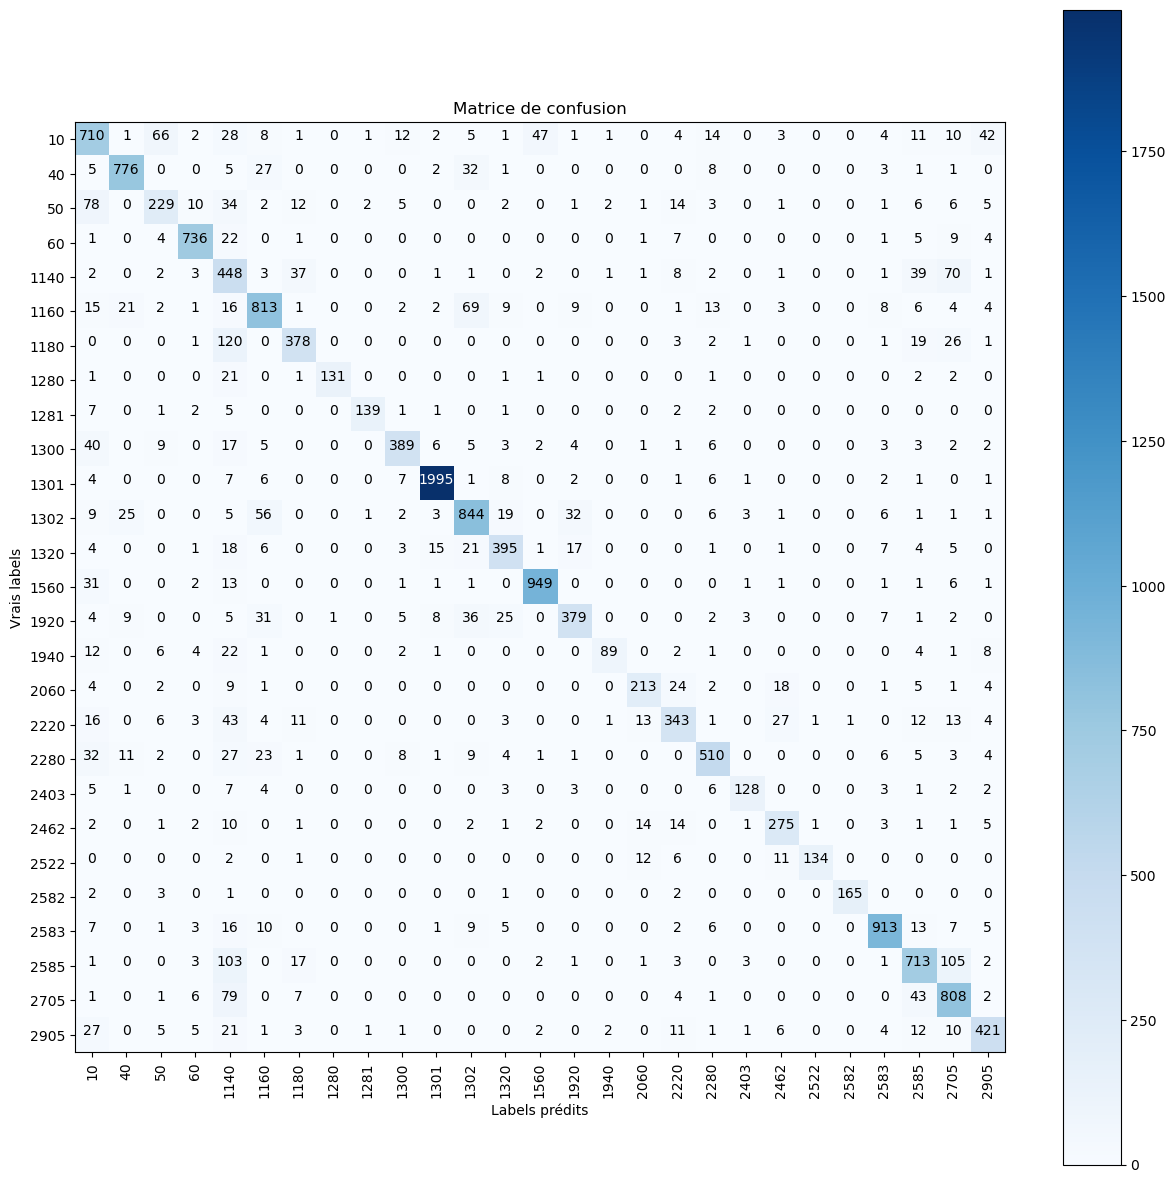 Matrice de confusion
10 710 1 66 2 28 8 1 0 1 12 2 5 1 47 1 1 0 4 14 0 3 0 0 4 11 10 42
40 5 776 0 0 5 27 0 0 0 0 2 32 1 0 0 0 0 0 8 0 0 0 0 3 1 1 0
50 78 0 229 10 34 2 12 0 2 5 0 0 2 0 1 2 1 14 3 0 1 0 0 1 6 6 5
60 1 0 4 736 22 0 1 0 0 0 0 0 0 0 0 0 1 7 0 0 0 0 0 1 5 9 4
1140 2 0 2 3 448 3 37 0 0 0 1 1 0 2 0 1 1 8 2 0 1 0 0 1 39 70 1
1160 15 21 2 1 16 813 1 0 0 2 2 69 9 0 9 0 0 1 13 0 3 0 0 8 6 4 4
1180 0 0 0 1 120 0 378 0 0 0 0 0 0 0 0 0 0 3 2 1 0 0 0 1 19 26 1
1280 1 0 0 0 21 0 1 131 0 0 0 0 1 1 0 0 0 0 1 0 0 0 0 0 2 2 0
1281 7 0 1 2 5 0 0 0 139 1 1 0 1 0 0 0 0 2 2 0 0 0 0 0 0 0 0
1300 40 0 9 0 17 5 0 0 0 389 6 5 3 2 4 0 1 1 6 0 0 0 0 3 3 2 2
1301 4 0 0 0 7 6 0 0 0 7 1995 1 8 0 2 0 0 1 6 1 0 0 0 2 1 0 1
1302 9 25 0 0 5 56 0 0 1 2 3 844 19 0 32 0 0 0 6 3 1 0 0 6 1 1 1
1320 4 0 0 1 18 6 0 0 0 3 15 21 395 1 17 0 0 0 1 0 1 0 0 7 4 5 0
1560 31 0 0 2 13 0 0 0 0 1 1 1 0 949 0 0 0 0 1 1 0 0 0 1 1 6 1
1920 4 9 0 0 5 31 0 1 0 5 8 36 25 0 379 0 0 0 2 3 0 0 0 7 1 2 0
1940 12 0 6 4 22 1 0 0 0 2 1 0 0 0 0 89 0 2 1 0 0 0 0 0 4 1 8
2060 4 0 2 0 9 1 0 0 0 0 0 0 0 0 0 0 213 24 2 0 18 0 0 1 5 1 4
2220 16 0 6 3 43 4 11 0 0 0 0 0 3 0 0 1 13 343 1 0 27 1 1 0 12 13 4
2280 32 11 2 0 27 23 1 0 0 8 1 9 4 1 1 0 0 0 510 0 0 0 0 6 5 3 4
2403 5 1 0 0 7 4 0 0 0 0 0 0 3 0 3 0 0 0 6 128 0 0 0 3 1 2 2
2462 2 0 1 2 10 0 1 0 0 0 0 2 1 2 0 0 14 14 0 1 275 1 0 3 1 1 5
2522 0 0 0 0 2 0 1 0 0 0 0 0 0 0 0 0 12 6 0 0 11 134 0 0 0 0 0
2582 2 0 3 0 1 0 0 0 0 0 0 0 1 0 0 0 0 2 0 0 0 0 165 0 0 0 0
2583 7 0 1 3 16 10 0 0 0 0 1 9 5 0 0 0 0 2 6 0 0 0 0 913 13 7 5
2585 1 0 0 3 103 0 17 0 0 0 0 0 0 2 1 0 1 3 0 3 0 0 0 1 713 105 2
2705 1 0 1 6 79 0 7 0 0 0 0 0 0 0 0 0 0 4 1 0 0 0 0 0 43 808 2
2905 27 0 5 5 21 1 3 0 1 1 0 0 0 2 0 2 0 11 1 1 6 0 0 4 12 10 421
10 40 50 60 1140 1160 1180 1280 1281 1300 1301 1302 1320 1560 1920 1940 2060 2220 2280 2403 2462 2522 2582 2583 2585 2705 2905
Labels prédits
Vrais labels
1750
1500
1250
1000
750
500
250
0